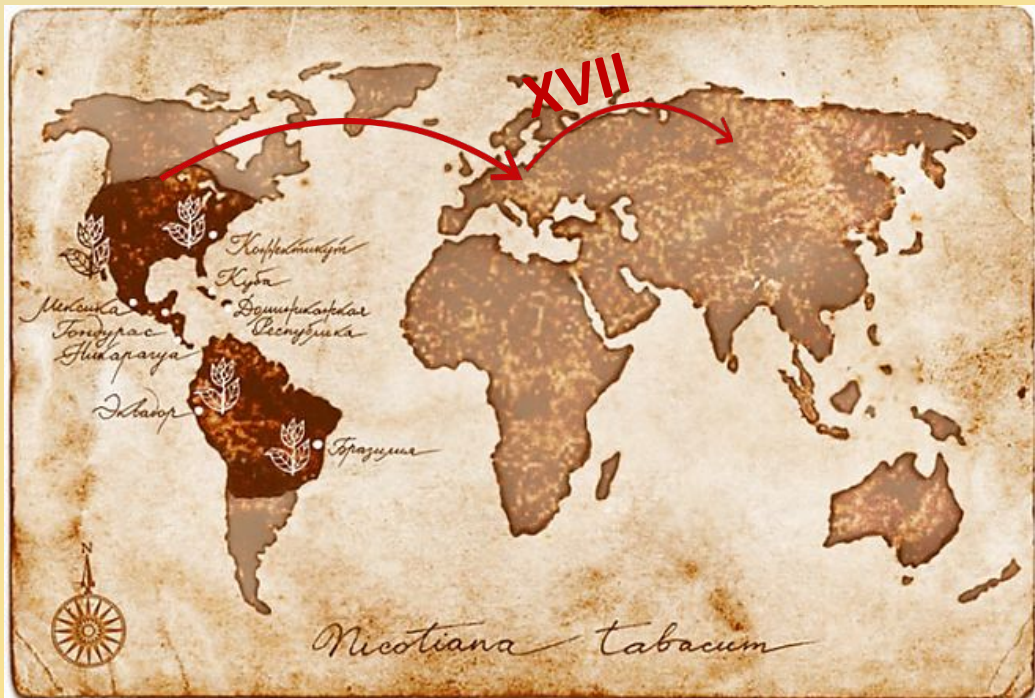 XVII
Коннектикут
Куба
Доминиканская
Республика
Мексика
Гондурас
Никарагуа
Эквадор
Бразилия
N
Nicotiana tabacum